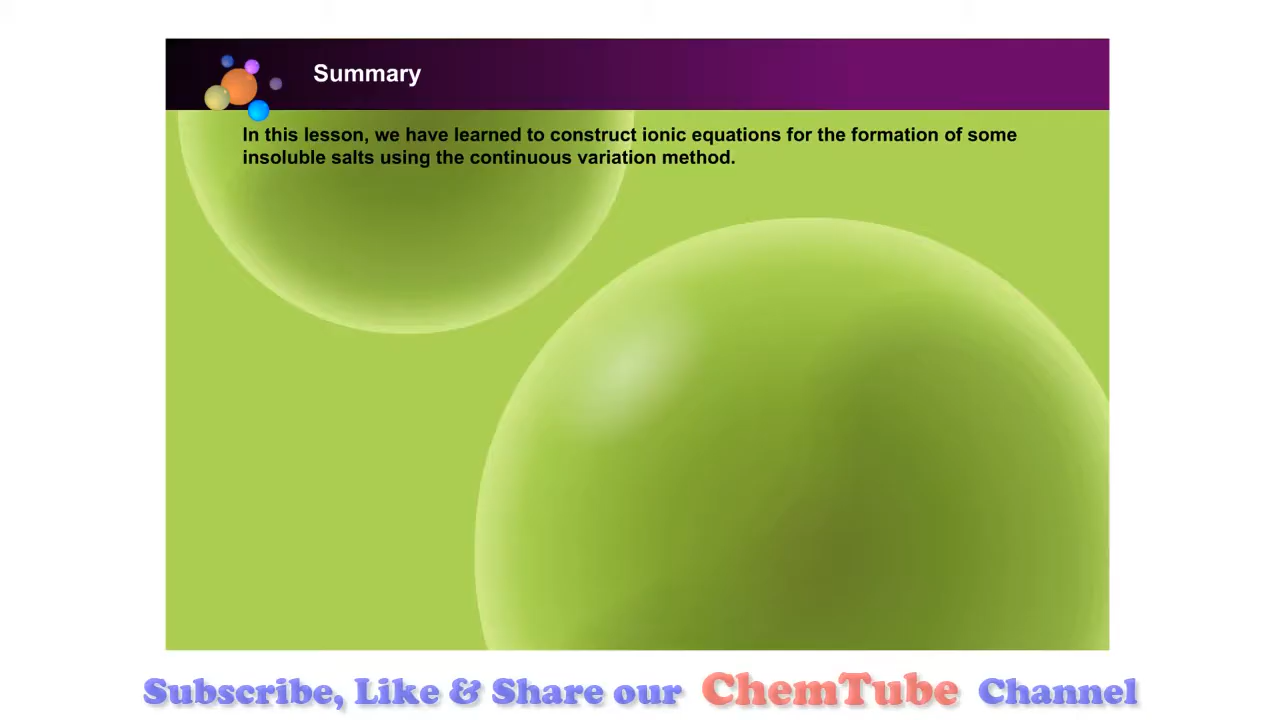 Summary
In this lesson, we have learned to construct ionic equations for the formation of some
insoluble salts using the continuous variation method.
Subscribe, Like & Share our ChemTube Channel